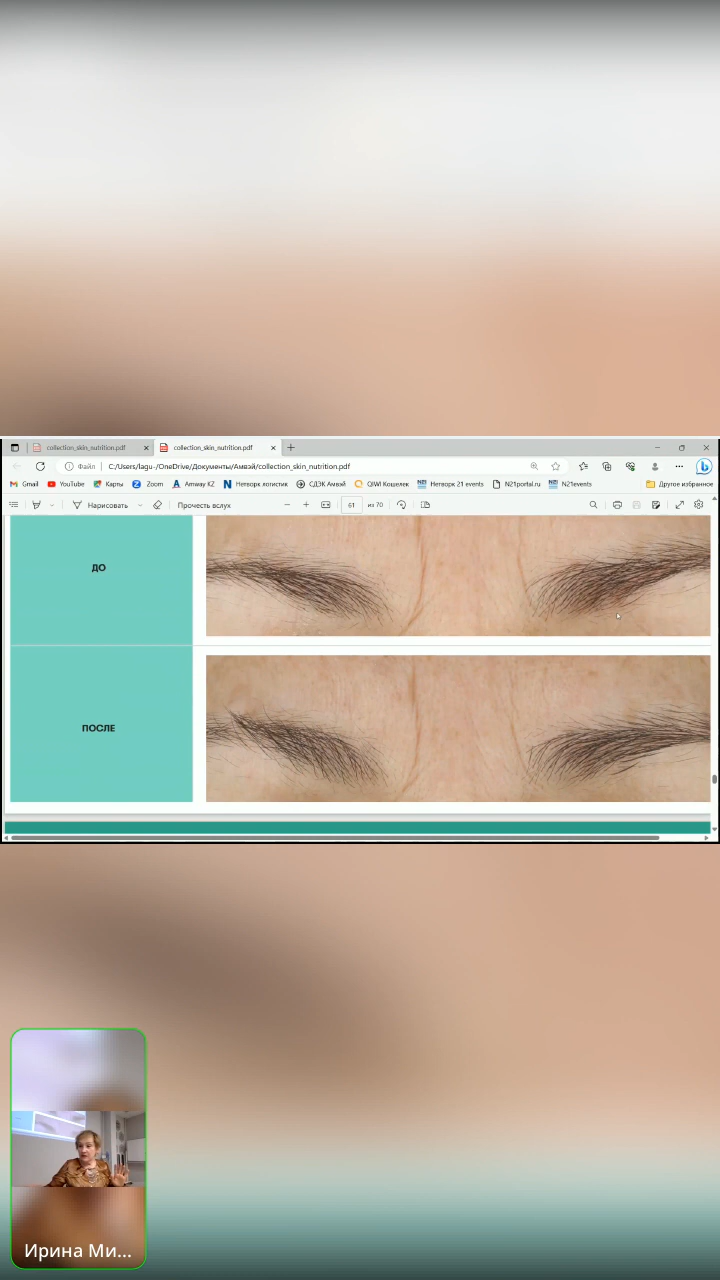 collection_skin_nutrition.pdf
collection_skin_nutrition.pdf
Файл C:/Users/lagu-/OneDrive/Документы/Амвэй/collection_skin_nutrition.pdf
Gmail YouTube Карты Zoom Amway KZ Нетворк логистик СДЭК Амвэй QIWI Кошелек Нетворк 21 events N21portal.ru N21events Другое избранное
Нарисовать Прочесть вслух 61 из 70
ДО
ПОСЛЕ
Ирина Ми...